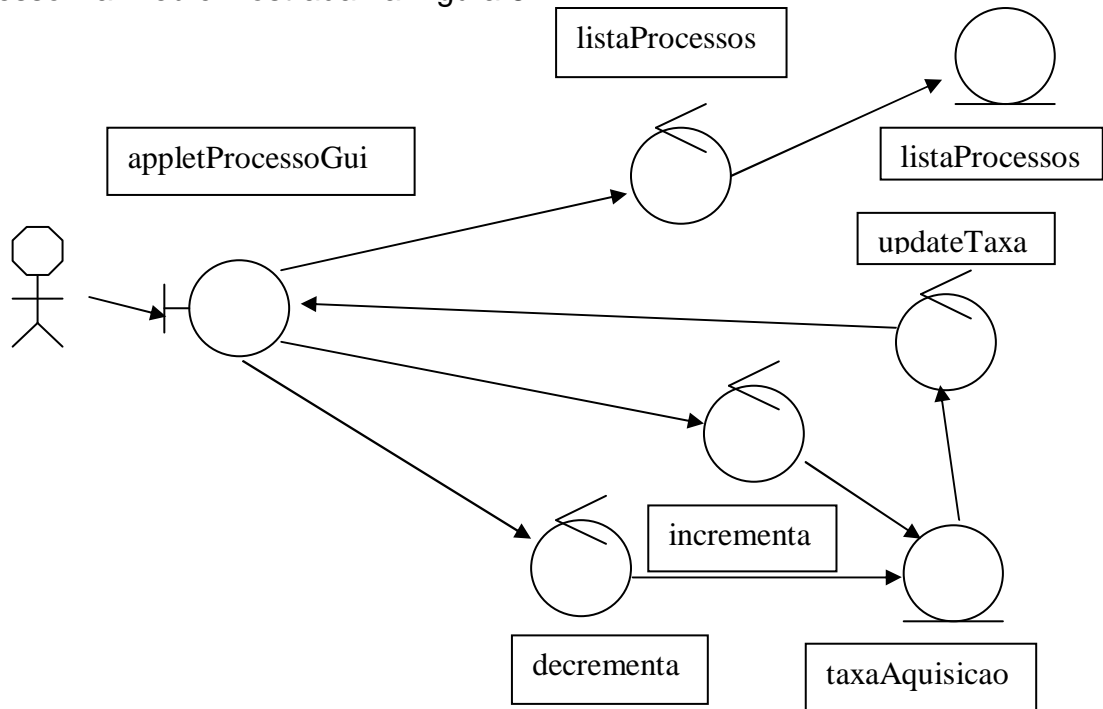 listaProcessos
appletProcessoGui
listaProcessos
updateTaxa
incrementa
decrementa
taxaAquisicao